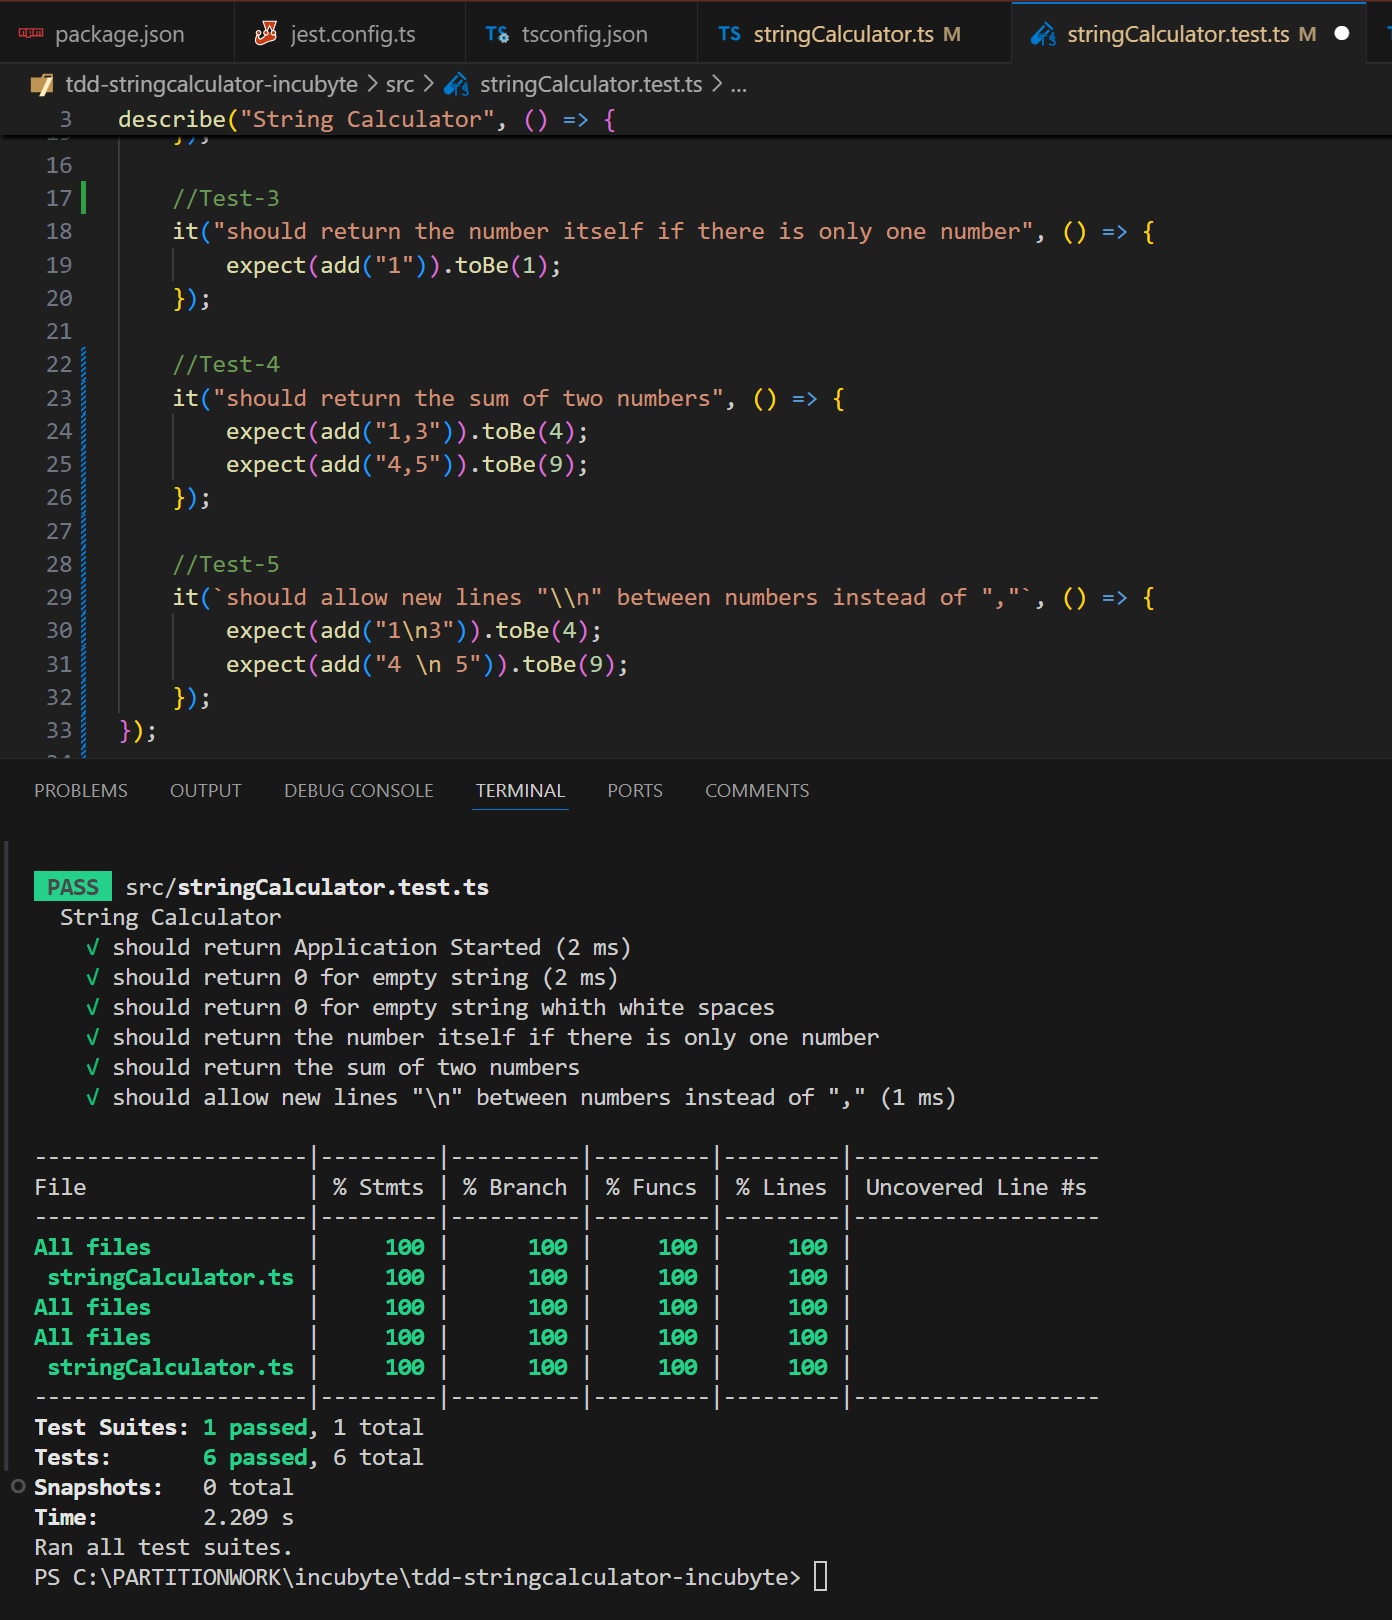 package.json jest.config.ts TS tsconfig.json TS stringCalculator.ts M stringCalculator.test.ts M
tdd-stringcalculator-incubyte > src > stringCalculator.test.ts > ...
3 describe("String Calculator", () => {
15 });
16
17 //Test-3
18 it("should return the number itself if there is only one number", () => {
19 expect(add("1")).toBe(1);
20 });
21
22 //Test-4
23 it("should return the sum of two numbers", () => {
24 expect(add("1,3")).toBe(4);
25 expect(add("4,5")).toBe(9);
26 });
27
28 //Test-5
29 it(`should allow new lines "\\n" between numbers instead of ","`, () => {
30 expect(add("1\n3")).toBe(4);
31 expect(add("4 \n 5")).toBe(9);
32 });
33 });
PROBLEMS OUTPUT DEBUG CONSOLE TERMINAL PORTS COMMENTS
PASS src/stringCalculator.test.ts
String Calculator
√ should return Application Started (2 ms)
√ should return 0 for empty string (2 ms)
√ should return 0 for empty string whith white spaces
√ should return the number itself if there is only one number
√ should return the sum of two numbers
√ should allow new lines "\n" between numbers instead of "," (1 ms)
---------------------|---------|----------|---------|---------|-------------------
File | % Stmts | % Branch | % Funcs | % Lines | Uncovered Line #s
---------------------|---------|----------|---------|---------|-------------------
All files | 100 | 100 | 100 | 100 |
stringCalculator.ts | 100 | 100 | 100 | 100 |
All files | 100 | 100 | 100 | 100 |
All files | 100 | 100 | 100 | 100 |
stringCalculator.ts | 100 | 100 | 100 | 100 |
---------------------|---------|----------|---------|---------|-------------------
Test Suites: 1 passed, 1 total
Tests: 6 passed, 6 total
Snapshots: 0 total
Time: 2.209 s
Ran all test suites.
PS C:\PARTITIONWORK\incubyte\tdd-stringcalculator-incubyte>